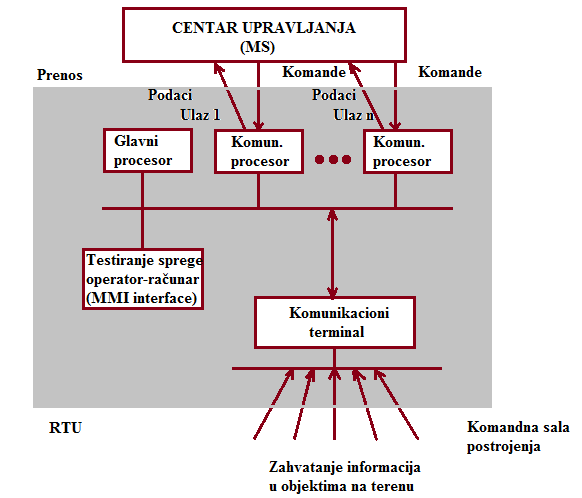 CENTAR UPRAVLJANJA
(MS)
Prenos
Komande
Komande
Podaci
Podaci
Ulaz 1
Ulaz n
Glavni
procesor
Komun.
procesor
Komun.
procesor
Testiranje sprege
operator-računar
(MMI interface)
Komunikacioni
terminal
RTU
Komandna sala
postrojenja
Zahvatanje informacija
u objektima na terenu